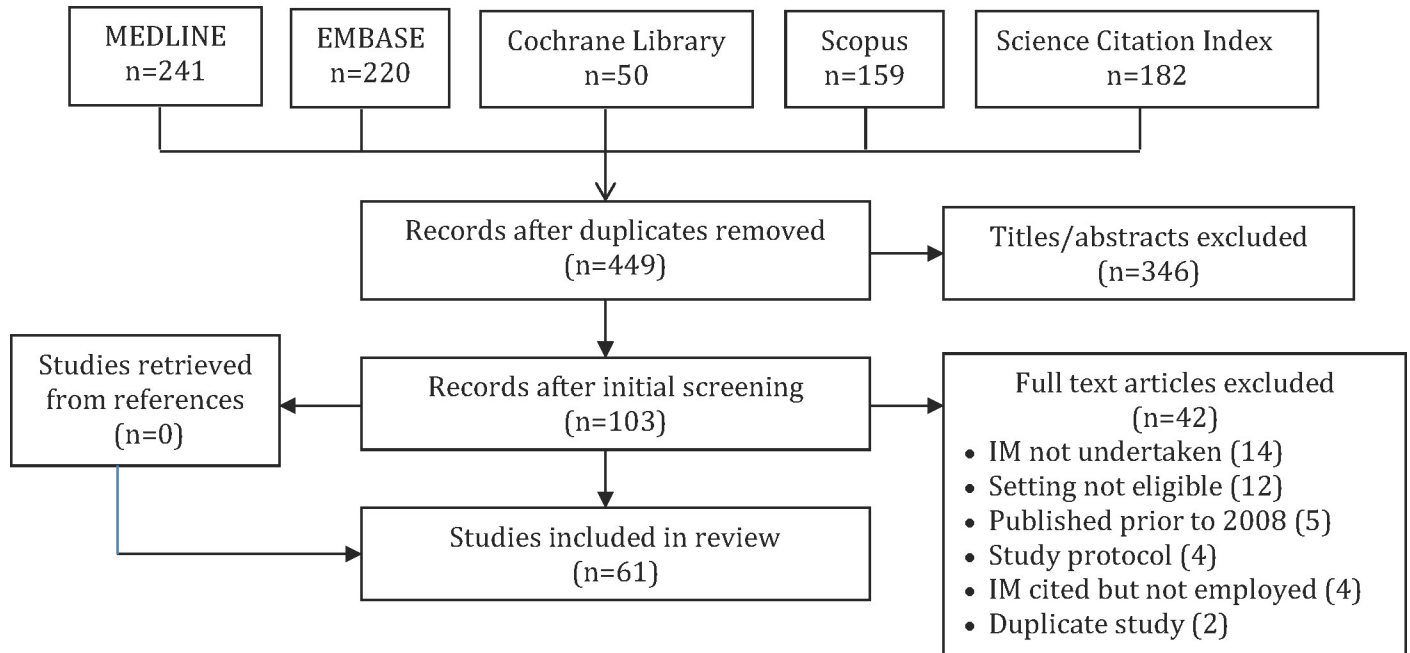 MEDLINE
n=241
EMBASE
n=220
Cochrane Library
n=50
Scopus
n=159
Science Citation Index
n=182
Records after duplicates removed
(n=449)
Titles/abstracts excluded
(n=346)
Studies retrieved
from references
(n=0)
Records after initial screening
(n=103)
Full text articles excluded
(n=42)
• IM not undertaken (14)
• Setting not eligible (12)
• Published prior to 2008 (5)
• Study protocol (4)
• IM cited but not employed (4)
• Duplicate study (2)
Studies included in review
(n=61)